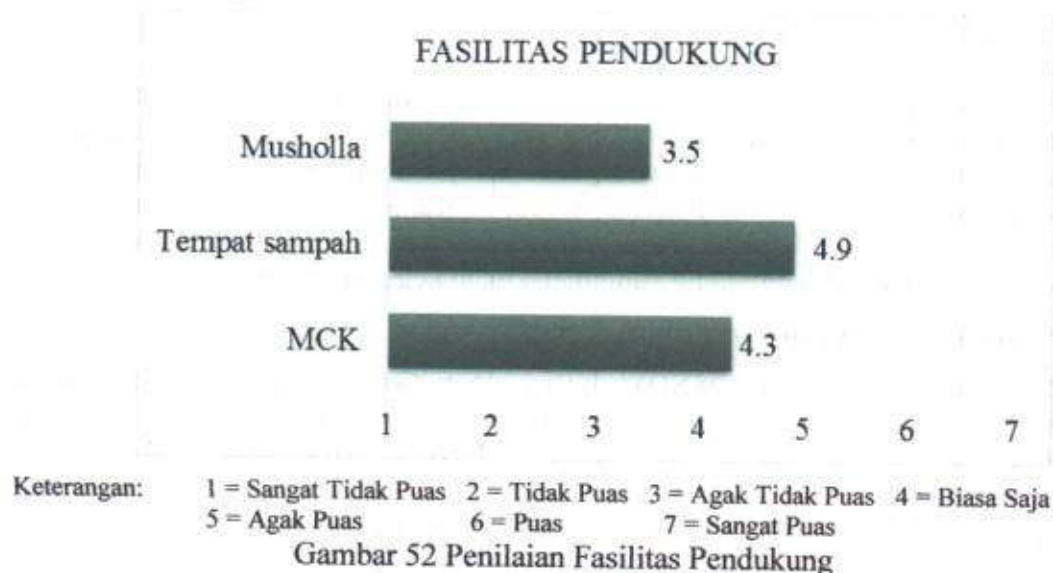 FASILITAS PENDUKUNG
Musholla 3.5
Tempat sampah 4.9
MCK 4.3
1 2 3 4 5 6 7
Keterangan: 1 = Sangat Tidak Puas 2 = Tidak Puas 3 = Agak Tidak Puas 4 = Biasa Saja
5 = Agak Puas 6 = Puas 7 = Sangat Puas
Gambar 52 Penilaian Fasilitas Pendukung